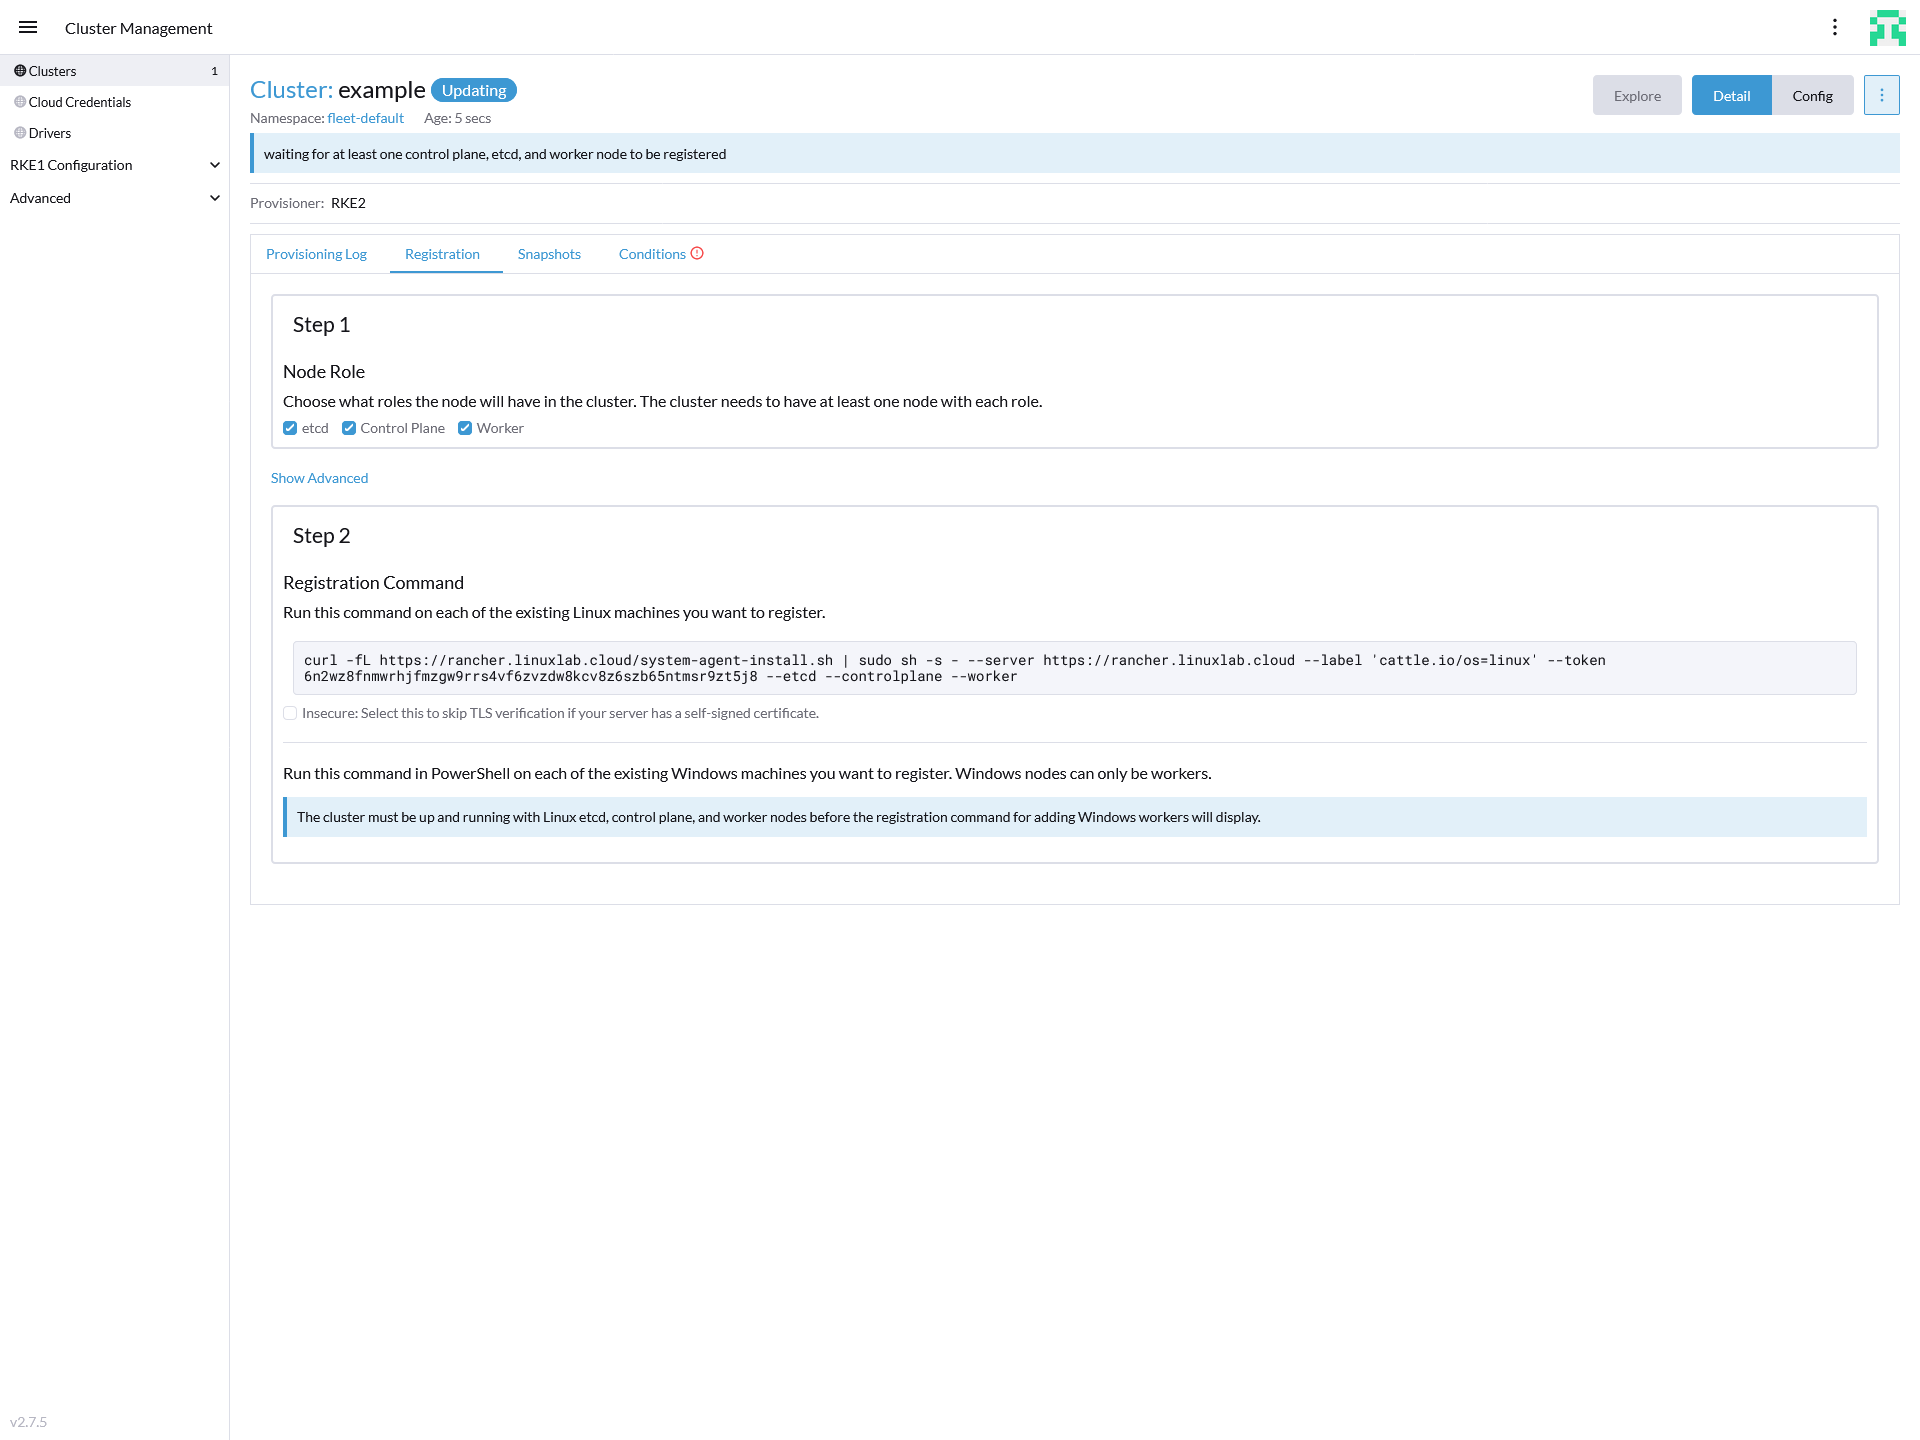 Cluster Management
Clusters 1
Cloud Credentials
Drivers
RKE1 Configuration
Advanced
Cluster: example Updating
Namespace: fleet-default Age: 5 secs
Explore Detail Config
waiting for at least one control plane, etcd, and worker node to be registered
Provisioner: RKE2
Provisioning Log Registration Snapshots Conditions
Step 1
Node Role
Choose what roles the node will have in the cluster. The cluster needs to have at least one node with each role.
etcd Control Plane Worker
Show Advanced
Step 2
Registration Command
Run this command on each of the existing Linux machines you want to register.
curl -fL https://rancher.linuxlab.cloud/system-agent-install.sh | sudo sh -s - --server https://rancher.linuxlab.cloud --label 'cattle.io/os=linux' --token
6n2wz8fnmwrhjfmzgw9rrs4vf6zvzdw8kcv8z6szb65ntmsr9zt5j8 --etcd --controlplane --worker
Insecure: Select this to skip TLS verification if your server has a self-signed certificate.
Run this command in PowerShell on each of the existing Windows machines you want to register. Windows nodes can only be workers.
The cluster must be up and running with Linux etcd, control plane, and worker nodes before the registration command for adding Windows workers will display.
v2.7.5